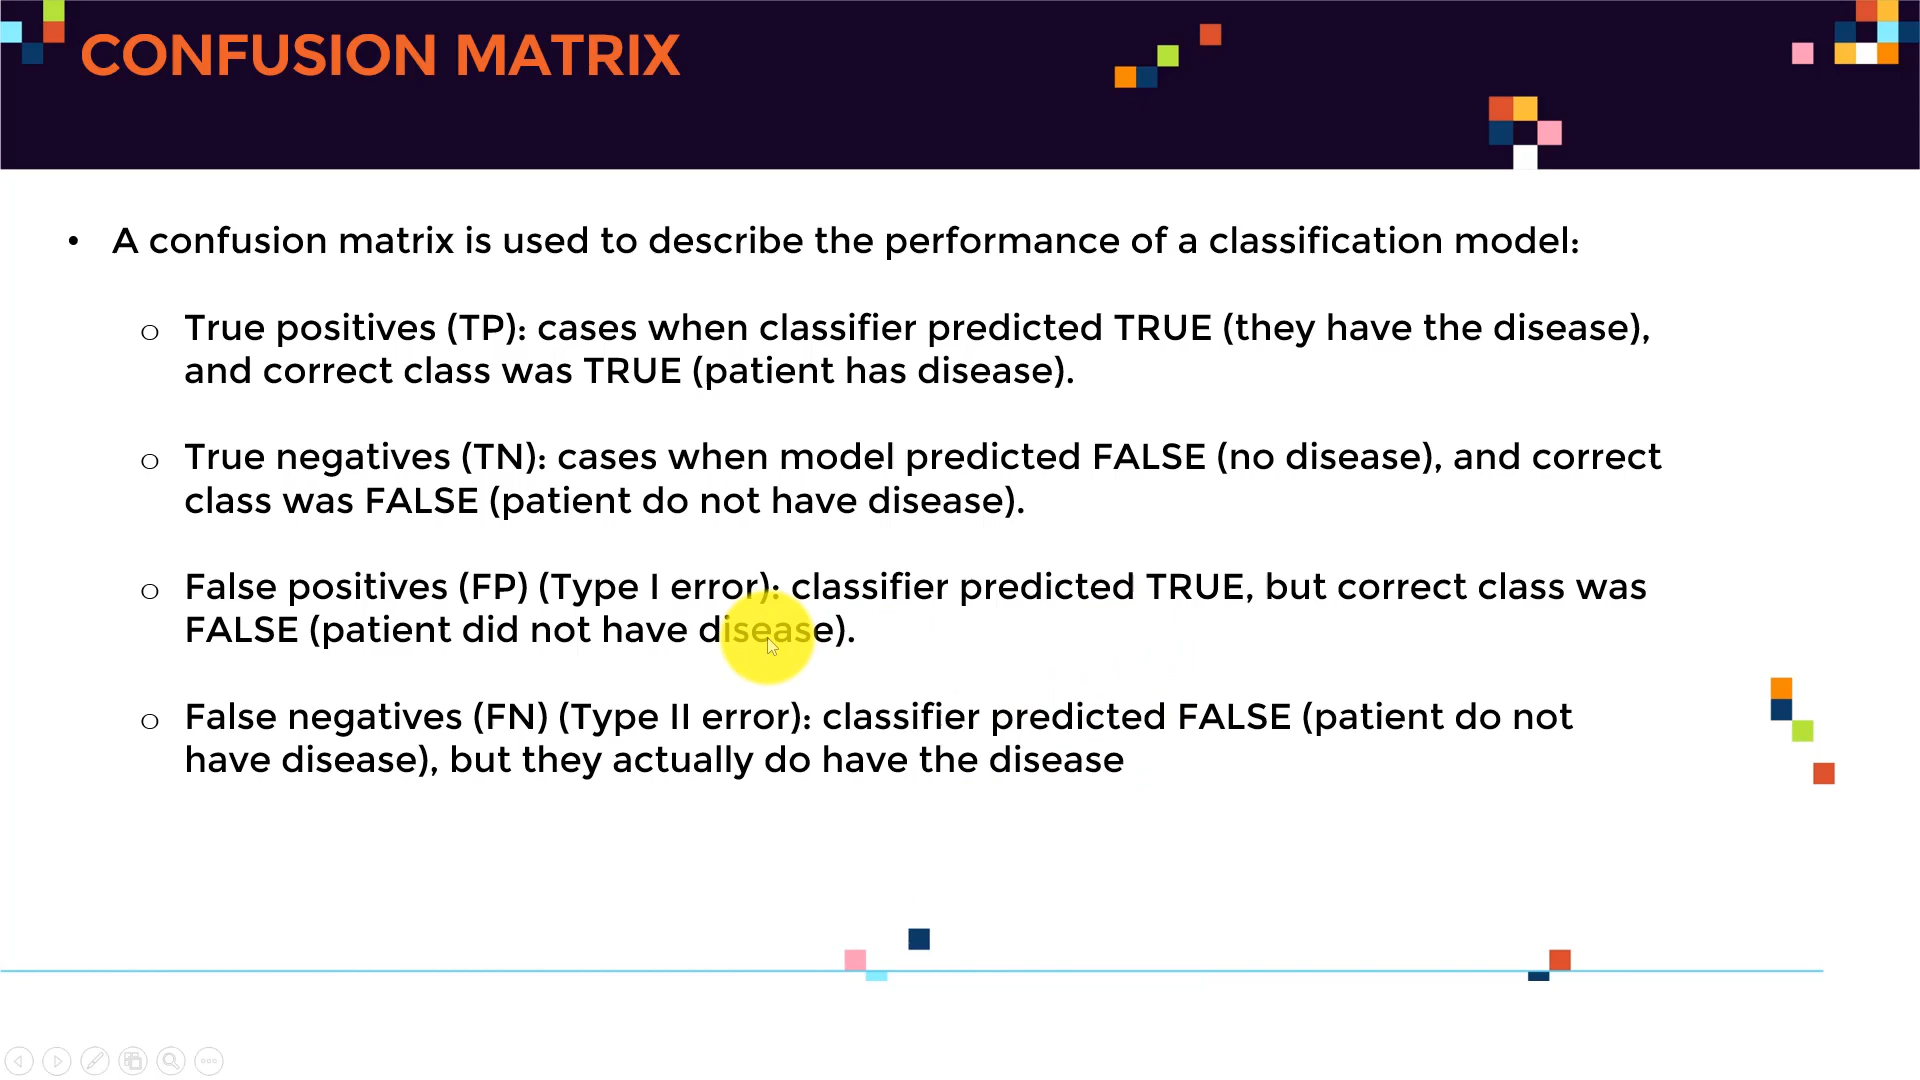 CONFUSION MATRIX
• A confusion matrix is used to describe the performance of a classification model:
o True positives (TP): cases when classifier predicted TRUE (they have the disease),
and correct class was TRUE (patient has disease).
o True negatives (TN): cases when model predicted FALSE (no disease), and correct
class was FALSE (patient do not have disease).
o False positives (FP) (Type I error): classifier predicted TRUE, but correct class was
FALSE (patient did not have disease).
o False negatives (FN) (Type II error): classifier predicted FALSE (patient do not
have disease), but they actually do have the disease